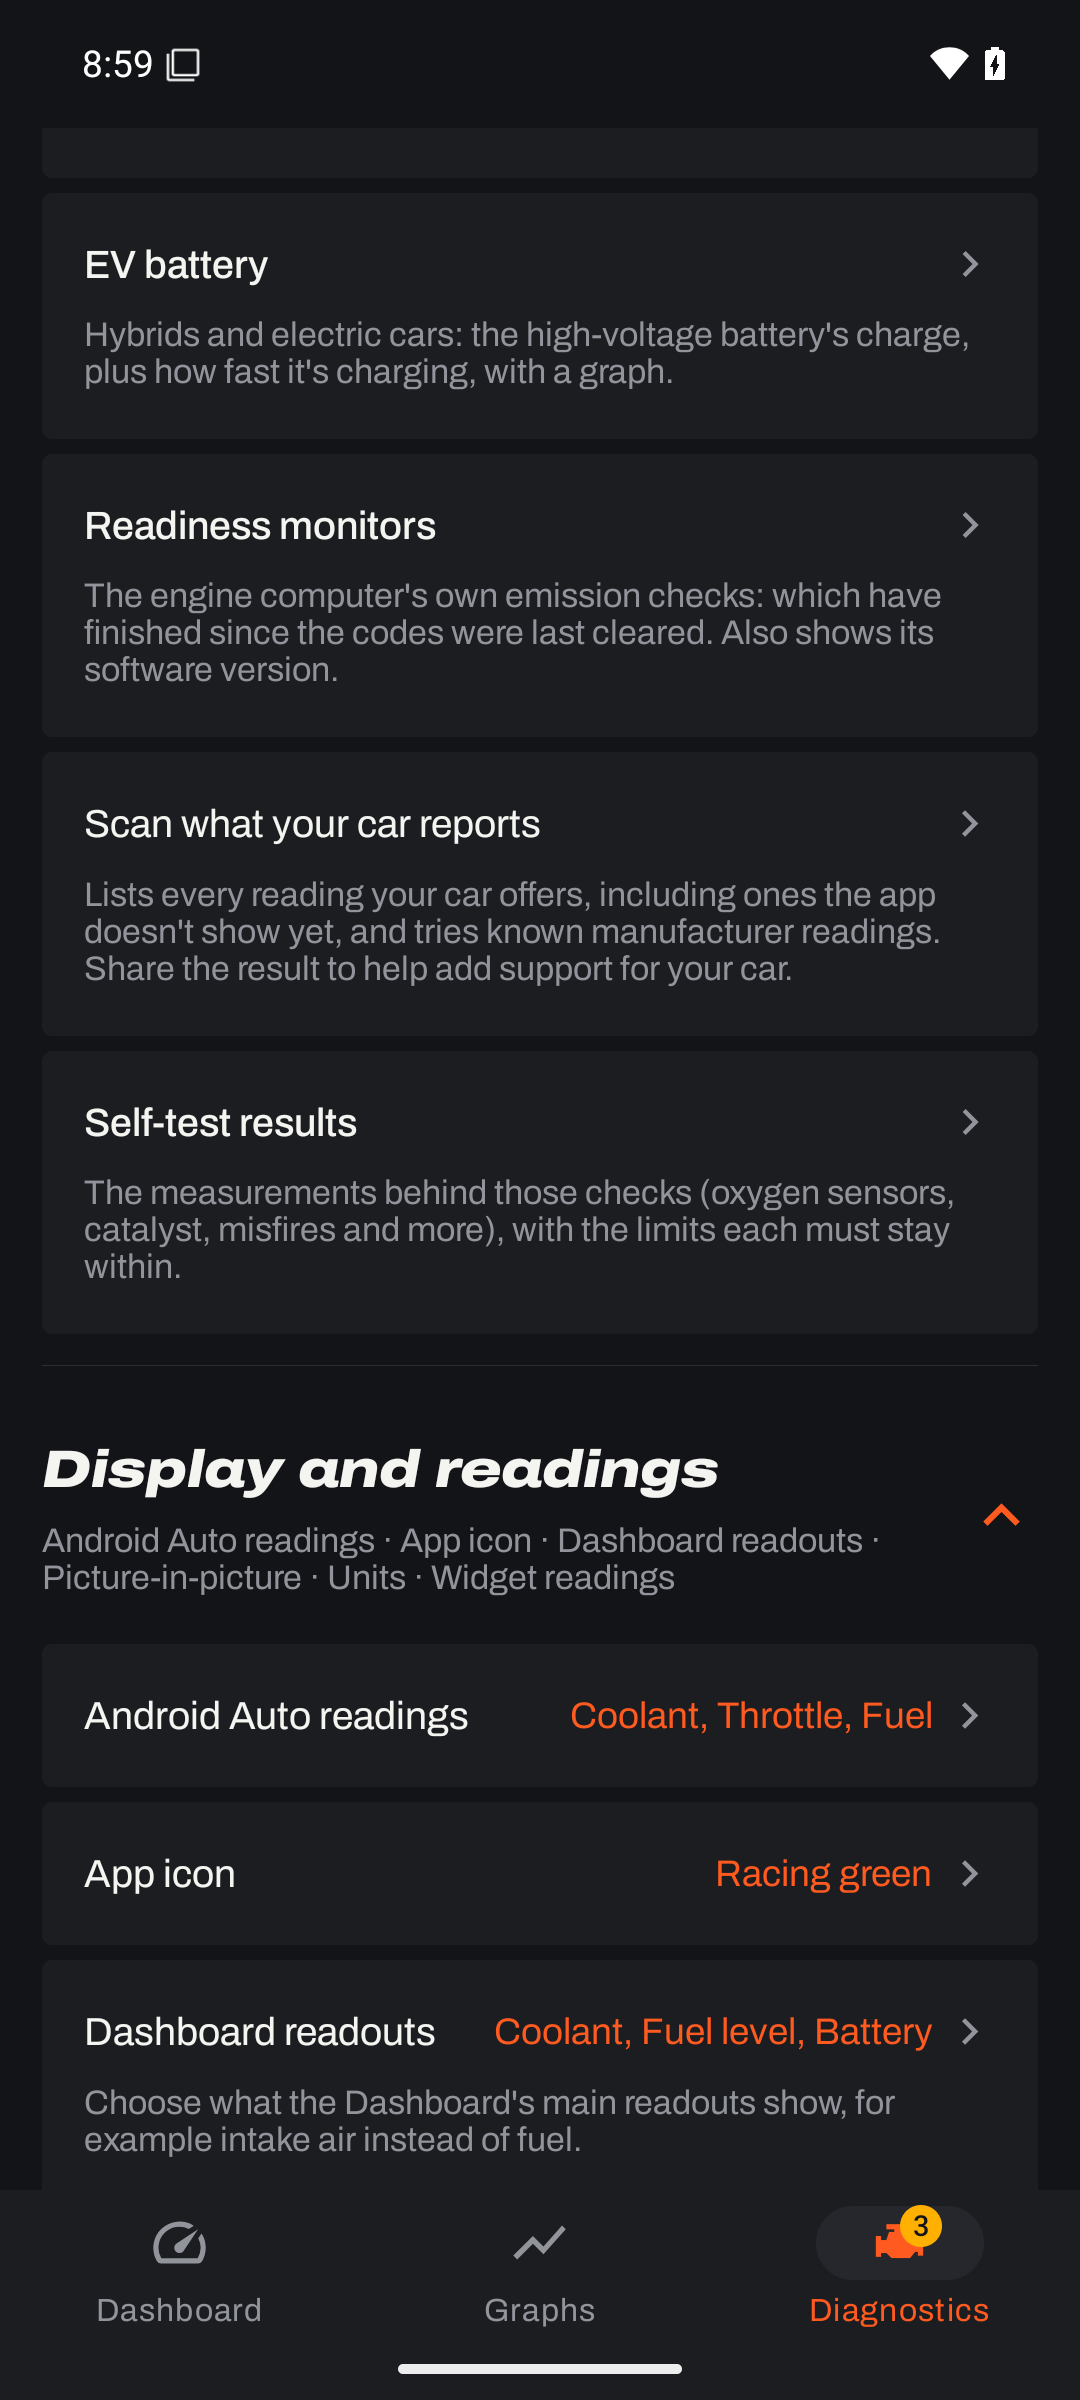 8:59
EV battery
Hybrids and electric cars: the high-voltage battery's charge,
plus how fast it's charging, with a graph.
Readiness monitors
The engine computer's own emission checks: which have
finished since the codes were last cleared. Also shows its
software version.
Scan what your car reports
Lists every reading your car offers, including ones the app
doesn't show yet, and tries known manufacturer readings.
Share the result to help add support for your car.
Self-test results
The measurements behind those checks (oxygen sensors,
catalyst, misfires and more), with the limits each must stay
within.
Display and readings
Android Auto readings · App icon · Dashboard readouts ·
Picture-in-picture · Units · Widget readings
Android Auto readings Coolant, Throttle, Fuel
App icon Racing green
Dashboard readouts Coolant, Fuel level, Battery
Choose what the Dashboard's main readouts show, for
example intake air instead of fuel.
3
Dashboard Graphs Diagnostics